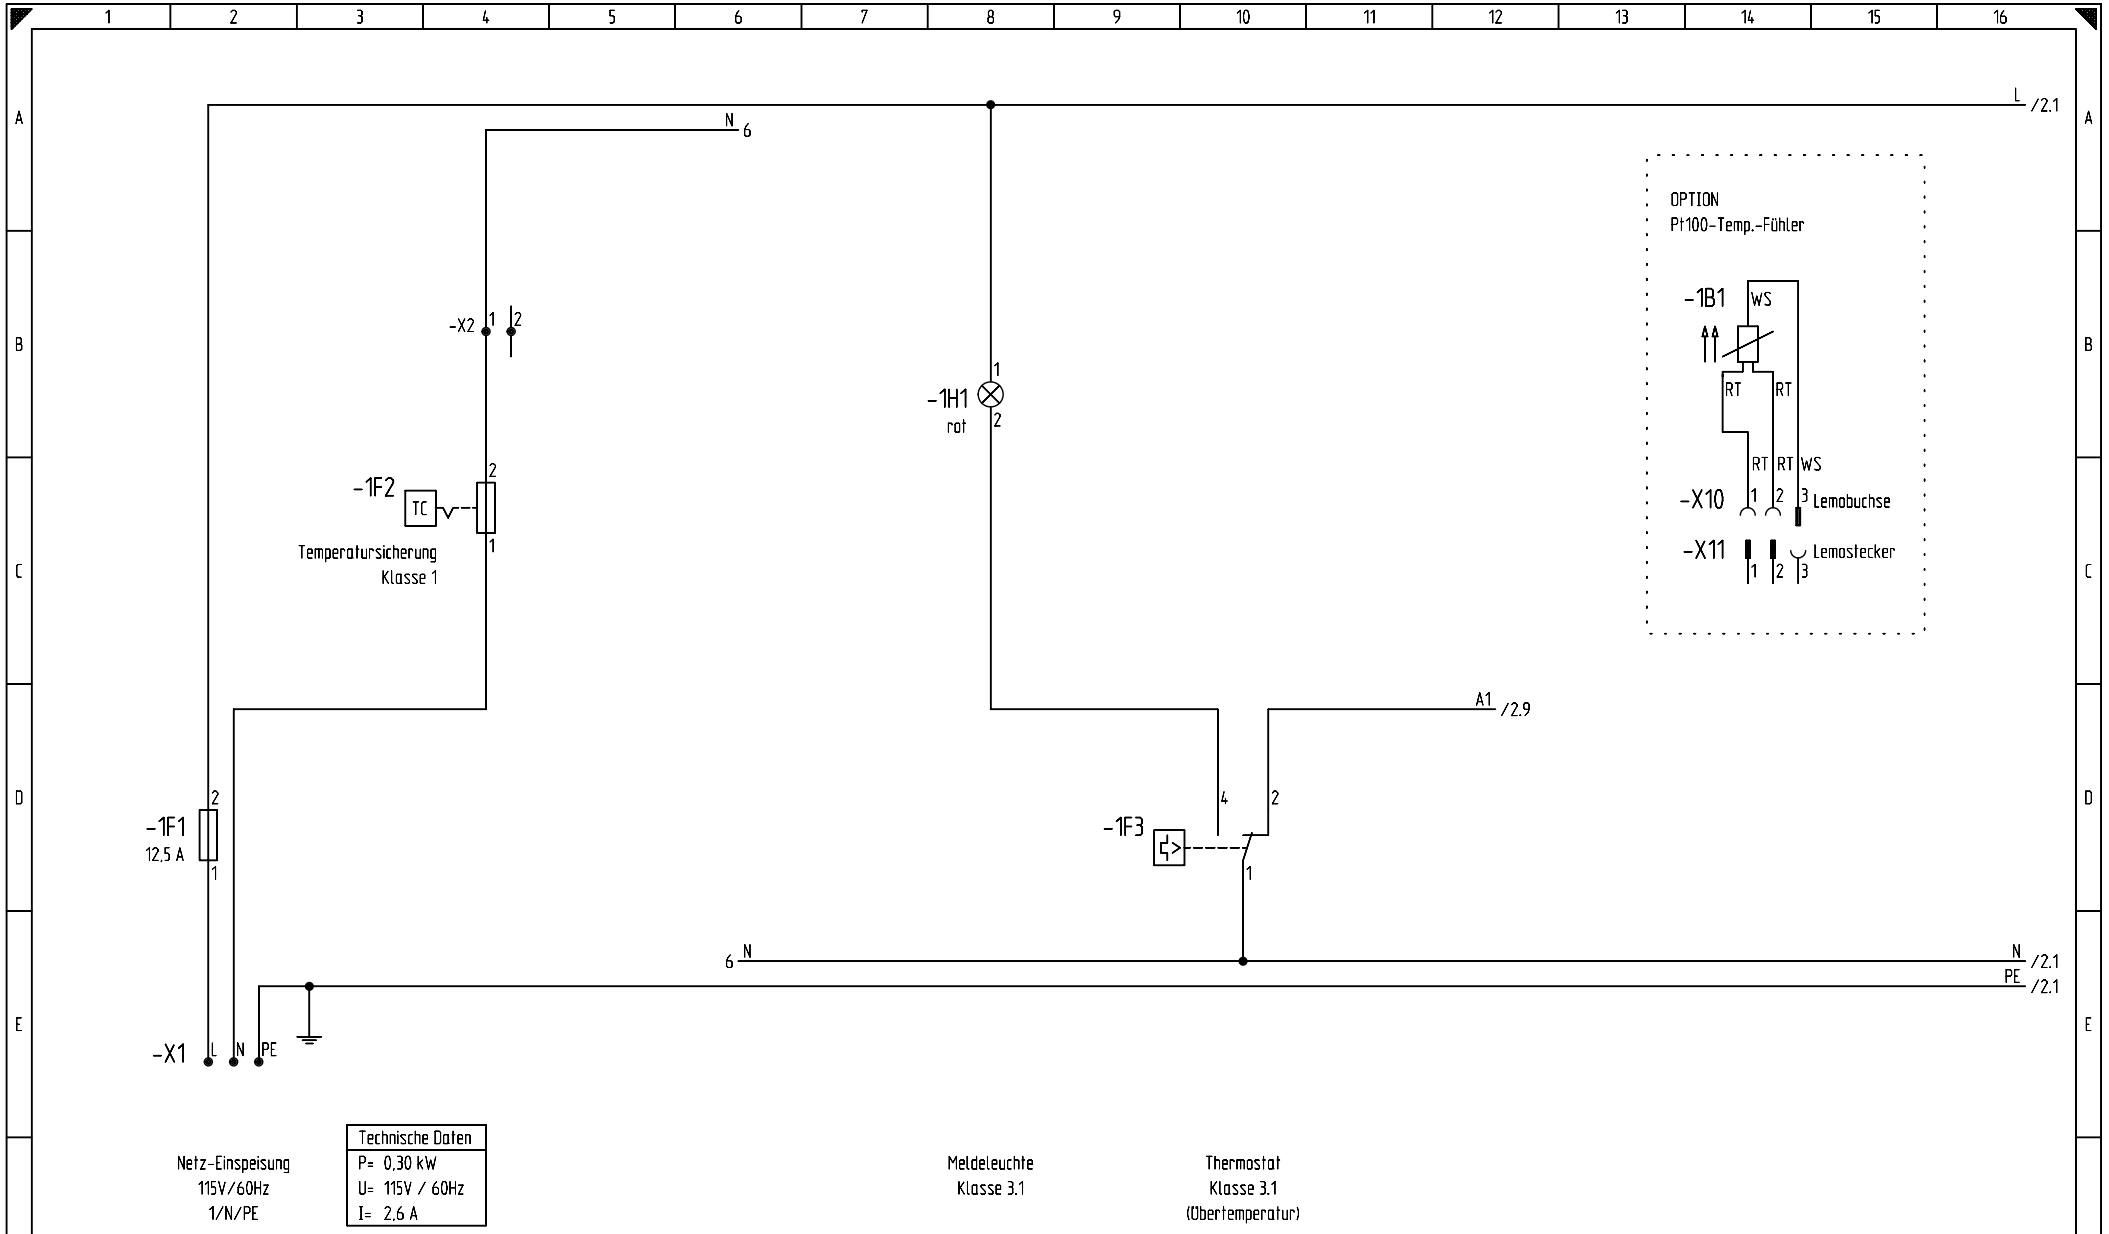 1 2 3 4 5 6 7 8 9 10 11 12 13 14 15 16
A
L /2.1
A
N 6
OPTION
Pt100-Temp.-Fühler
-1B1 WS
-X2 1 2
B
B
1
-1H1
rot
2
RT RT
2
-1F2
TC
1
Temperatursicherung
Klasse 1
RT RT WS
-X10 1 2 3 Lemobuchse
-X11 Lemostecker
1 2 3
C
C
A1 /2.9
D
D
2
-1F1
12,5 A
1
4 2
-1F3
1
6 N
N /2.1
PE /2.1
E
E
-X1 L N PE
Netz-Einspeisung
115V/60Hz
1/N/PE
Technische Daten
P= 0,30 kW
U= 115V / 60Hz
I= 2,6 A
Meldeleuchte
Klasse 3.1
Thermostat
Klasse 3.1
(Übertemperatur)